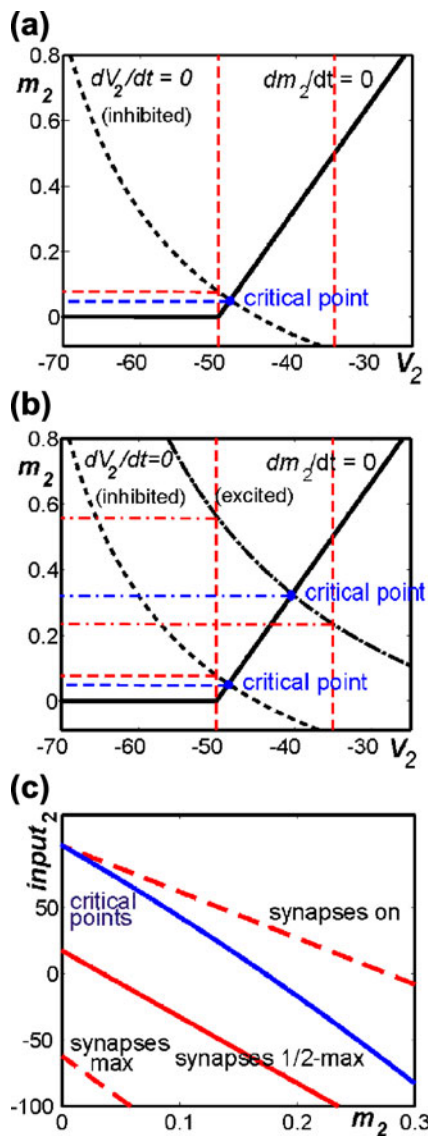 (a)
0.8
m2
dV2/dt = 0
dm2/dt = 0
(inhibited)
0.6
0.4
0.2
critical point
0
-70 -60 -50 -40 -30 V2
(b)
0.8
m2
dV2/dt=0
dm2/dt = 0
(inhibited) (excited)
0.6
0.4
critical point
0.2
critical point
0
-70 -60 -50 -40 -30 V2
(c)
input2
critical
points
synapses on
50
0
-50
synapses
max
synapses 1/2-max
-100
0 0.1 0.2 m2 0.3